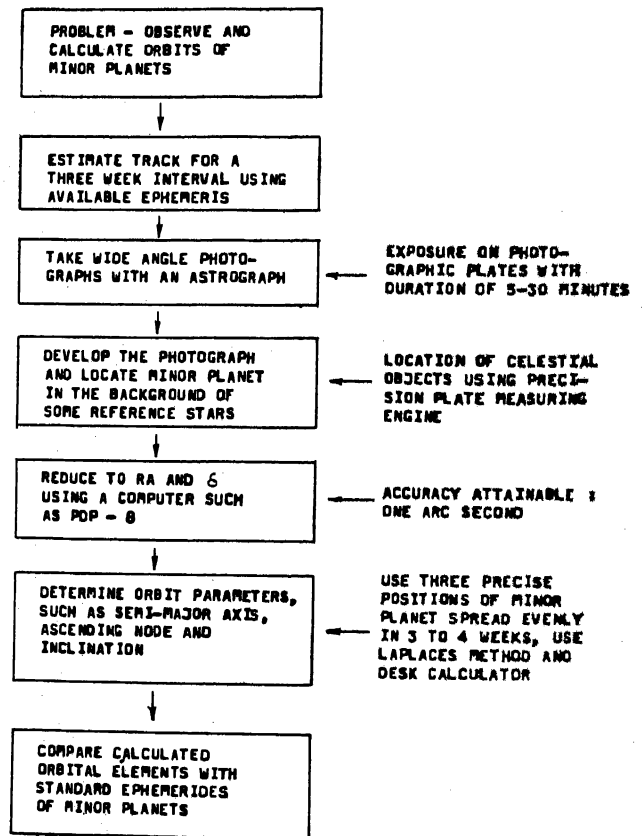 PROBLEM - OBSERVE AND
CALCULATE ORBITS OF
MINOR PLANETS
ESTIMATE TRACK FOR A
THREE WEEK INTERVAL USING
AVAILABLE EPHEMERIS
TAKE WIDE ANGLE PHOTO-
GRAPHS WITH AN ASTROGRAPH
EXPOSURE ON PHOTO-
GRAPHIC PLATES WITH
DURATION OF 5-30 MINUTES
DEVELOP THE PHOTOGRAPH
AND LOCATE MINOR PLANET
IN THE BACKGROUND OF
SOME REFERENCE STARS
LOCATION OF CELESTIAL
OBJECTS USING PRECI-
SION PLATE MEASURING
ENGINE
REDUCE TO RA AND δ
USING A COMPUTER SUCH
AS PDP - 8
ACCURACY ATTAINABLE :
ONE ARC SECOND
DETERMINE ORBIT PARAMETERS,
SUCH AS SEMI-MAJOR AXIS,
ASCENDING NODE AND
INCLINATION
USE THREE PRECISE
POSITIONS OF MINOR
PLANET SPREAD EVENLY
IN 3 TO 4 WEEKS, USE
LAPLACES METHOD AND
DESK CALCULATOR
COMPARE CALCULATED
ORBITAL ELEMENTS WITH
STANDARD EPHEMERIDES
OF MINOR PLANETS